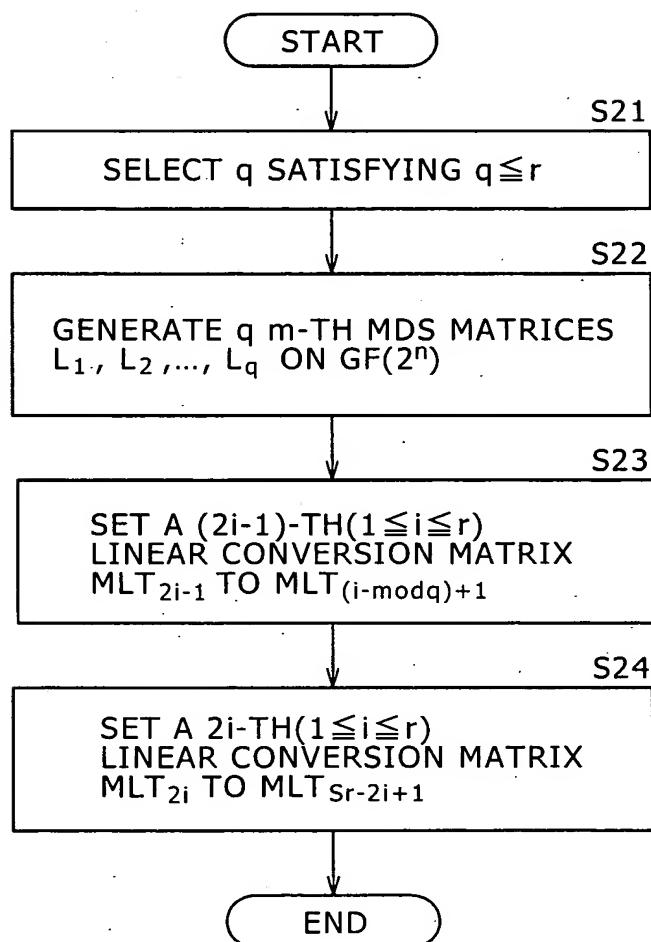 START
S21
SELECT q SATISFYING q≦r
S22
GENERATE q m-TH MDS MATRICES
L₁, L₂,..., L_q ON GF(2ⁿ)
S23
SET A (2i-1)-TH(1≦i≦r)
LINEAR CONVERSION MATRIX
MLT₂ᵢ₋₁ TO MLT₍ᵢ₋modq₎₊₁
S24
SET A 2i-TH(1≦i≦r)
LINEAR CONVERSION MATRIX
MLT₂ᵢ TO MLT_Sr-2i+1
END